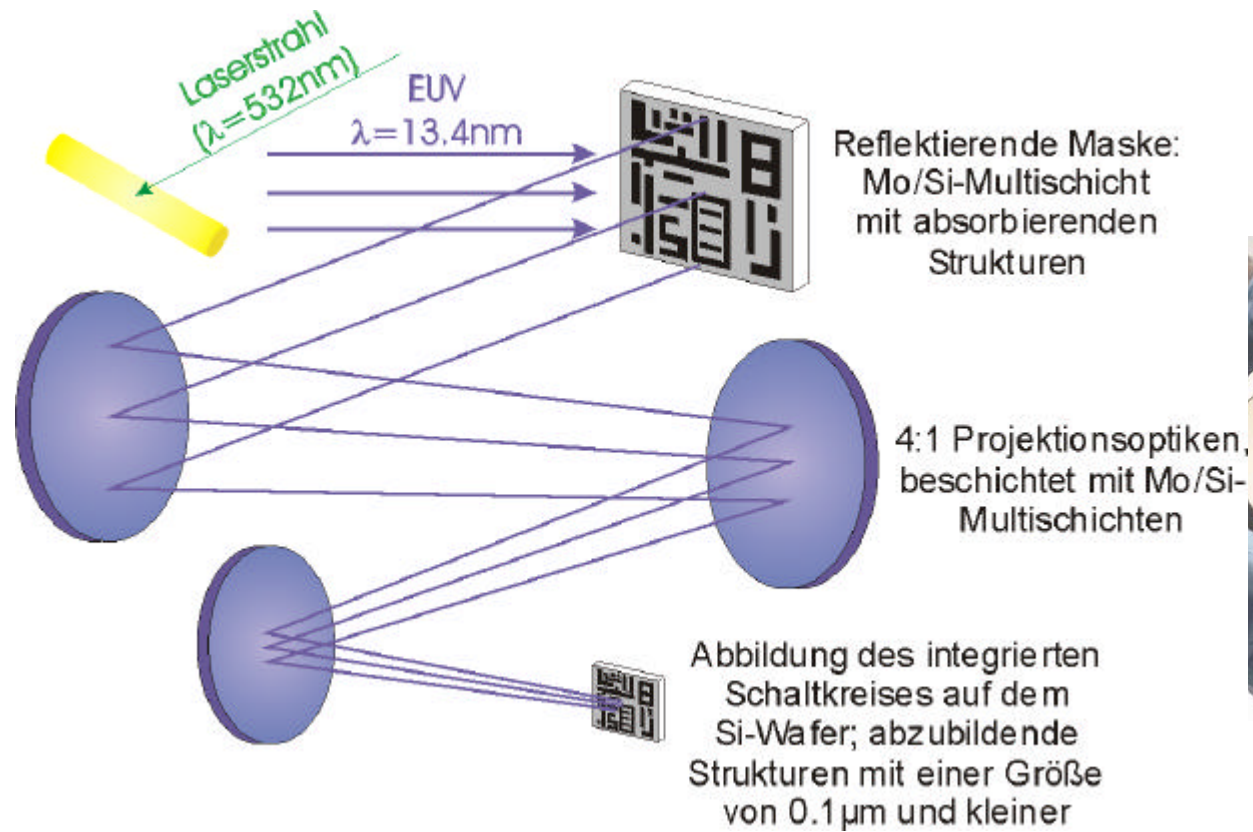 Laserstrahl
(λ=532nm)
EUV
λ=13.4nm
Reflektierende Maske:
Mo/Si-Multischicht
mit absorbierenden
Strukturen
4:1 Projektionsoptiken,
beschichtet mit Mo/Si-
Multischichten
Abbildung des integrierten
Schaltkreises auf dem
Si-Wafer; abzubildende
Strukturen mit einer Größe
von 0.1µm und kleiner